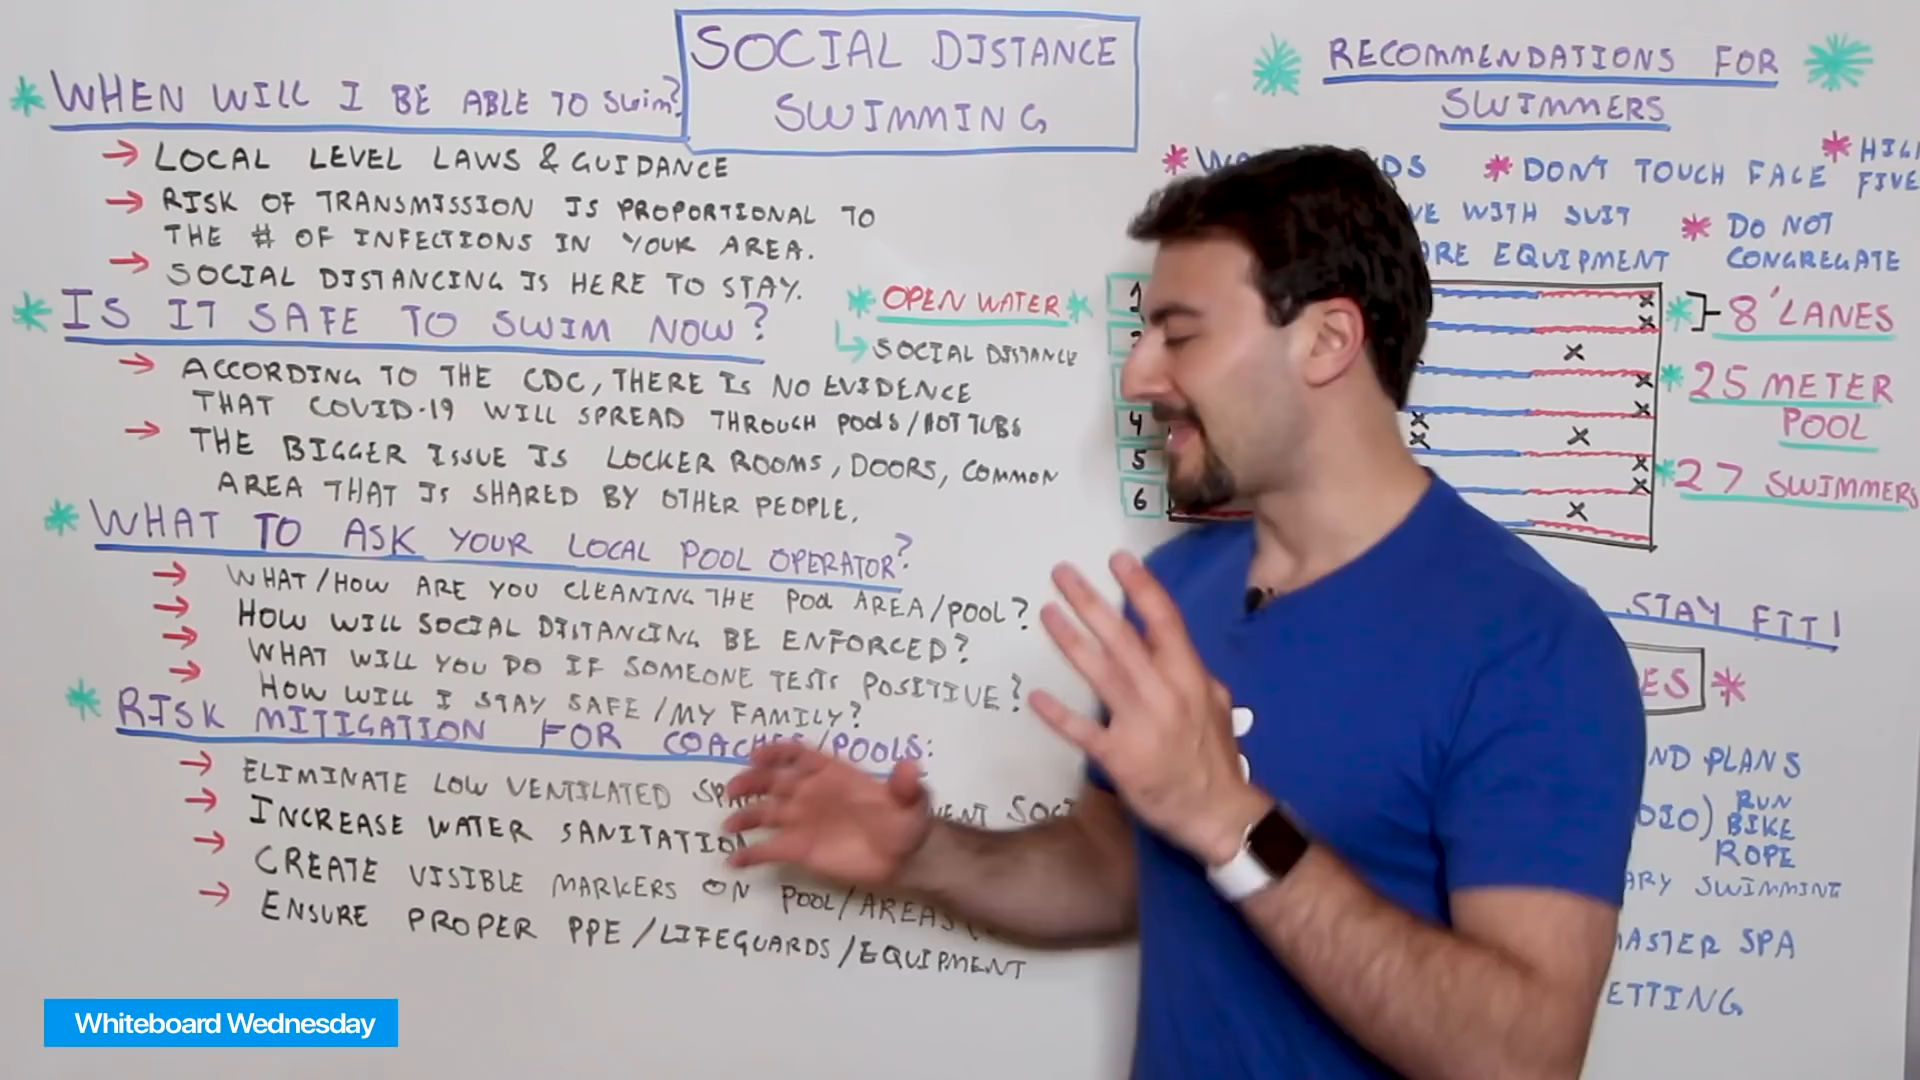 SOCIAL DISTANCE
SWIMMING
WHEN WILL I BE ABLE TO SWIM?
→ LOCAL LEVEL LAWS & GUIDANCE
→ RISK OF TRANSMISSION IS PROPORTIONAL TO
THE # OF INFECTIONS IN YOUR AREA.
→ SOCIAL DISTANCING IS HERE TO STAY.
IS IT SAFE TO SWIM NOW?
→ ACCORDING TO THE CDC, THERE IS NO EVIDENCE
THAT COVID-19 WILL SPREAD THROUGH POOLS/HOT TUBS
→ THE BIGGER ISSUE IS LOCKER ROOMS, DOORS, COMMON
AREA THAT IS SHARED BY OTHER PEOPLE.
WHAT TO ASK YOUR LOCAL POOL OPERATOR?
→ WHAT/HOW ARE YOU CLEANING THE POOL AREA/POOL?
→ HOW WILL SOCIAL DISTANCING BE ENFORCED?
→ WHAT WILL YOU DO IF SOMEONE TESTS POSITIVE?
→ HOW WILL I STAY SAFE/MY FAMILY?
RISK MITIGATION FOR COACHES/POOLS:
→ ELIMINATE LOW VENTILATED
→ INCREASE WATER SANITATION
→ CREATE VISIBLE MARKERS ON POOL/AREAS
→ ENSURE PROPER PPE/LIFEGUARDS/EQUIPMENT
OPEN WATER
SOCIAL DISTANCE
RECOMMENDATIONS FOR
SWIMMERS
DON'T TOUCH FACE
HIGH
FIVE
WITH SUIT
EQUIPMENT
DO NOT
CONGREGATE
1
4
5
6
8' LANES
25 METER
POOL
27 SWIMMERS
STAY FIT!
PLANS
RUN
BIKE
ROPE
SWIMMING
SPA
Whiteboard Wednesday